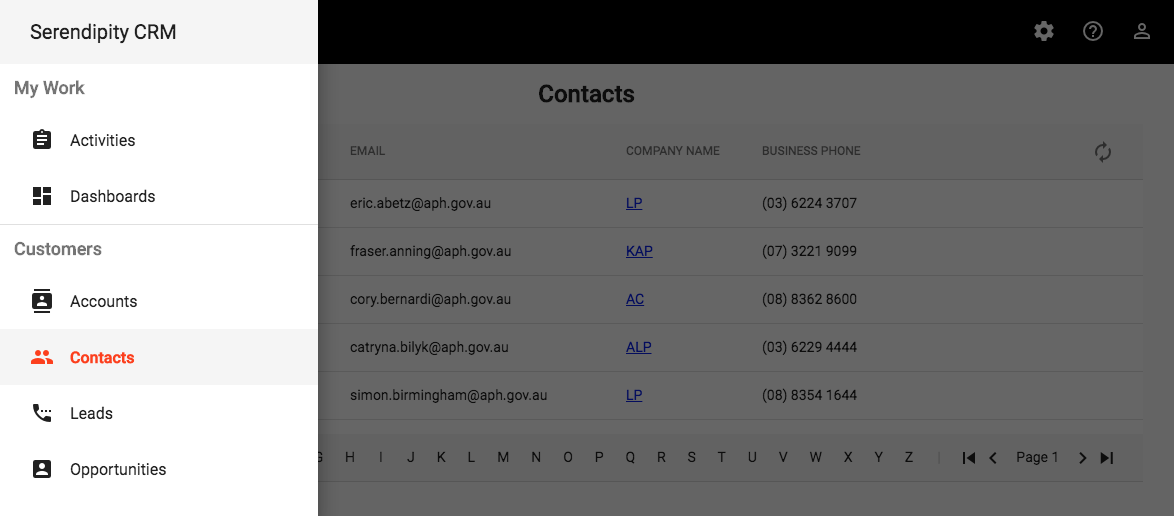 Serendipity CRM
My Work
Activities
Dashboards
Customers
Accounts
Contacts
Leads
Opportunities
Contacts
EMAIL COMPANY NAME BUSINESS PHONE
eric.abetz@aph.gov.au LP (03) 6224 3707
fraser.anning@aph.gov.au KAP (07) 3221 9099
cory.bernardi@aph.gov.au AC (08) 8362 8600
catryna.bilyk@aph.gov.au ALP (03) 6229 4444
simon.birmingham@aph.gov.au LP (08) 8354 1644
H I J K L M N O P Q R S T U V W X Y Z | Page 1